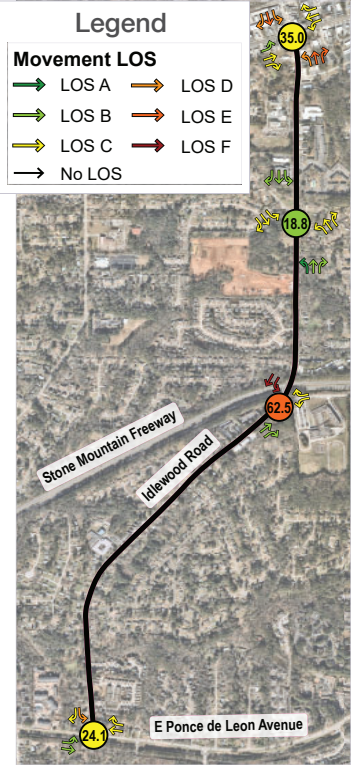 Legend
Movement LOS
LOS A
LOS D
LOS B
LOS E
LOS C
LOS F
No LOS
35.0
18.8
62.5
Stone Mountain Freeway
Idlewood Road
24.1
E Ponce de Leon Avenue